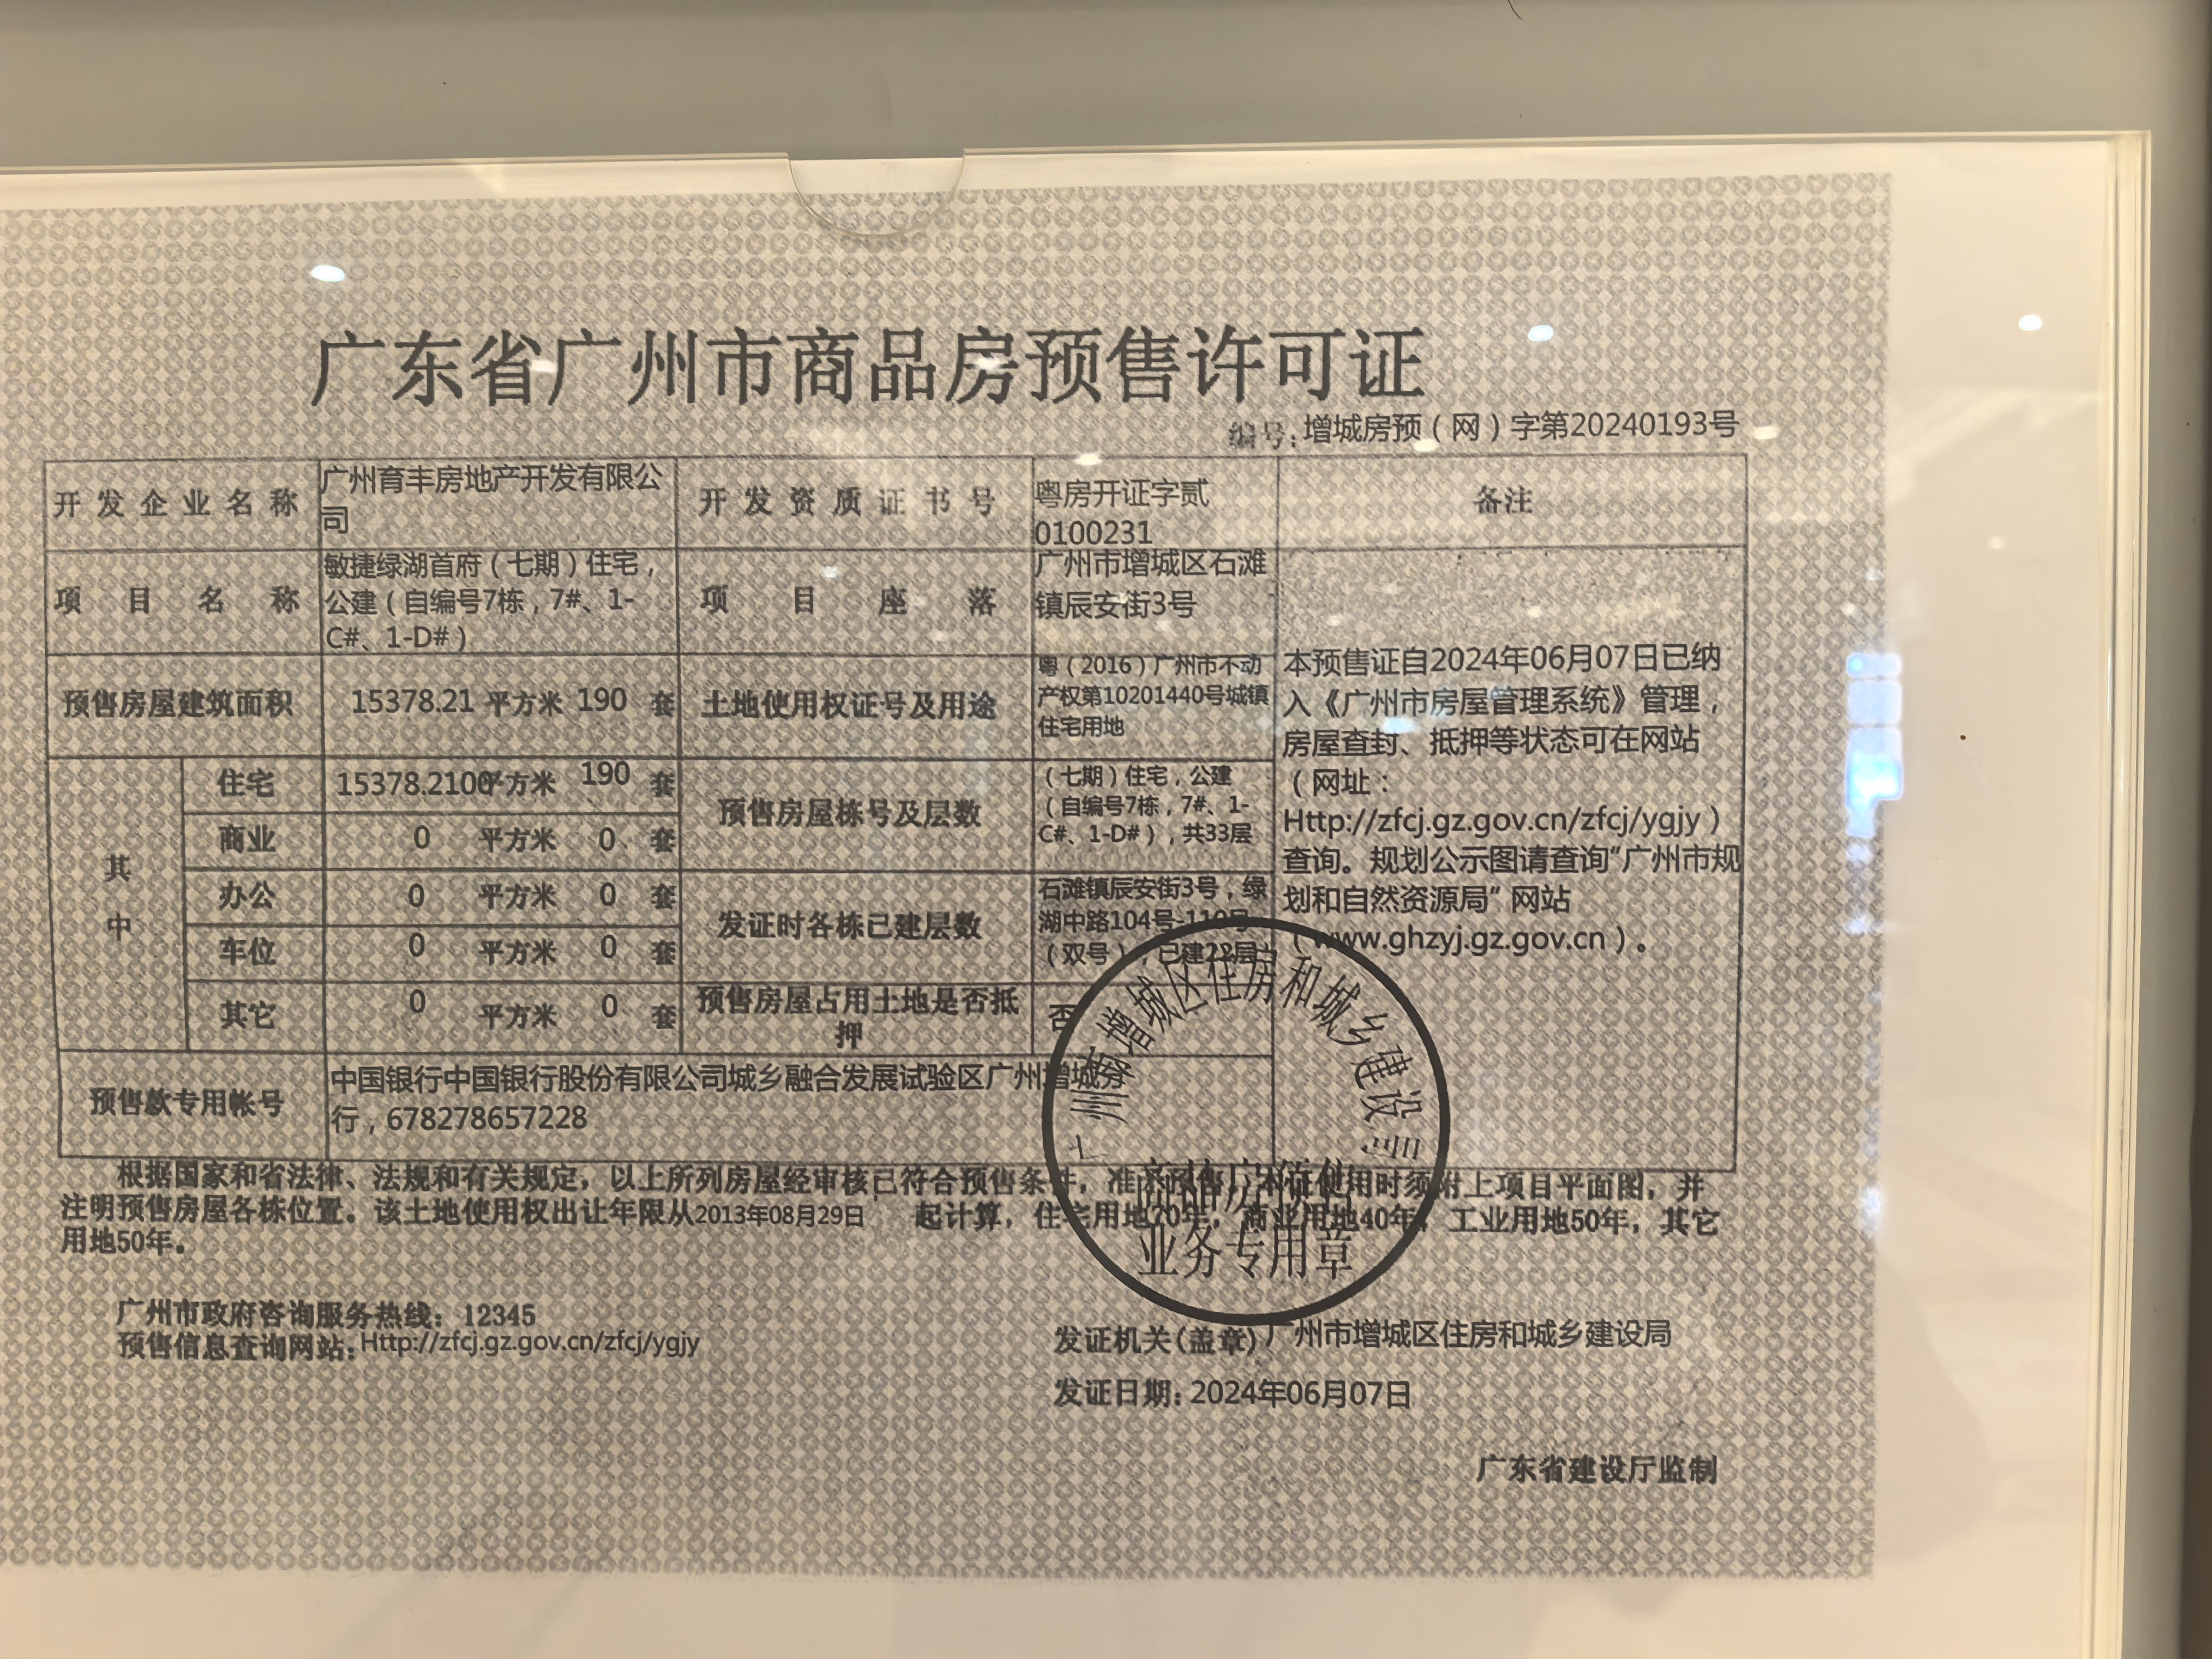 广东省广州市商品房预售许可证
编号: 增城房预（网）字第20240193号
开发企业名称
广州育丰房地产开发有限公
司
开发资质证书号
粤房开证字贰
0100231
备注
项目名称
敏捷绿湖首府（七期）住宅，
公建（自编号7栋，7#、1-
C#、1-D#）
项目座落
广州市增城区石滩
镇辰安街3号
预售房屋建筑面积
15378.21 平方米 190 套
土地使用权证号及用途
粤（2016）广州市不动
产权第10201440号城镇
住宅用地
本预售证自2024年06月07日已纳
入《广州市房屋管理系统》管理，
房屋查封、抵押等状态可在网站
（网址：
Http://zfcj.gz.gov.cn/zfcj/ygjy）
查询。规划公示图请查询"广州市规
划和自然资源局" 网站
（www.ghzyj.gz.gov.cn）。
其中
住宅 15378.2100平方米 190 套
商业 0 平方米 0 套
办公 0 平方米 0 套
车位 0 平方米 0 套
其它 0 平方米 0 套
预售房屋栋号及层数
（七期）住宅，公建
（自编号7栋，7#、1-
C#、1-D#），共33层
发证时各栋已建层数
石滩镇辰安街3号，绿
湖中路104号-110号
（双号），已建22层
预售房屋占用土地是否抵
押
否
预售款专用帐号
中国银行中国银行股份有限公司城乡融合发展试验区广州增城分
行，678278657228
根据国家和省法律、法规和有关规定，以上所列房屋经审核已符合预售条件，准予预售。本证使用时须附上项目平面图，并
注明预售房屋各栋位置。该土地使用权出让年限从2013年08月29日 起计算，住宅用地70年，商业用地40年，工业用地50年，其它
用地50年。
广州市增城区住房和城乡建设局
商品房预售
业务专用章
广州市政府咨询服务热线：12345
预售信息查询网站：Http://zfcj.gz.gov.cn/zfcj/ygjy
发证机关(盖章) 广州市增城区住房和城乡建设局
发证日期: 2024年06月07日
广东省建设厅监制